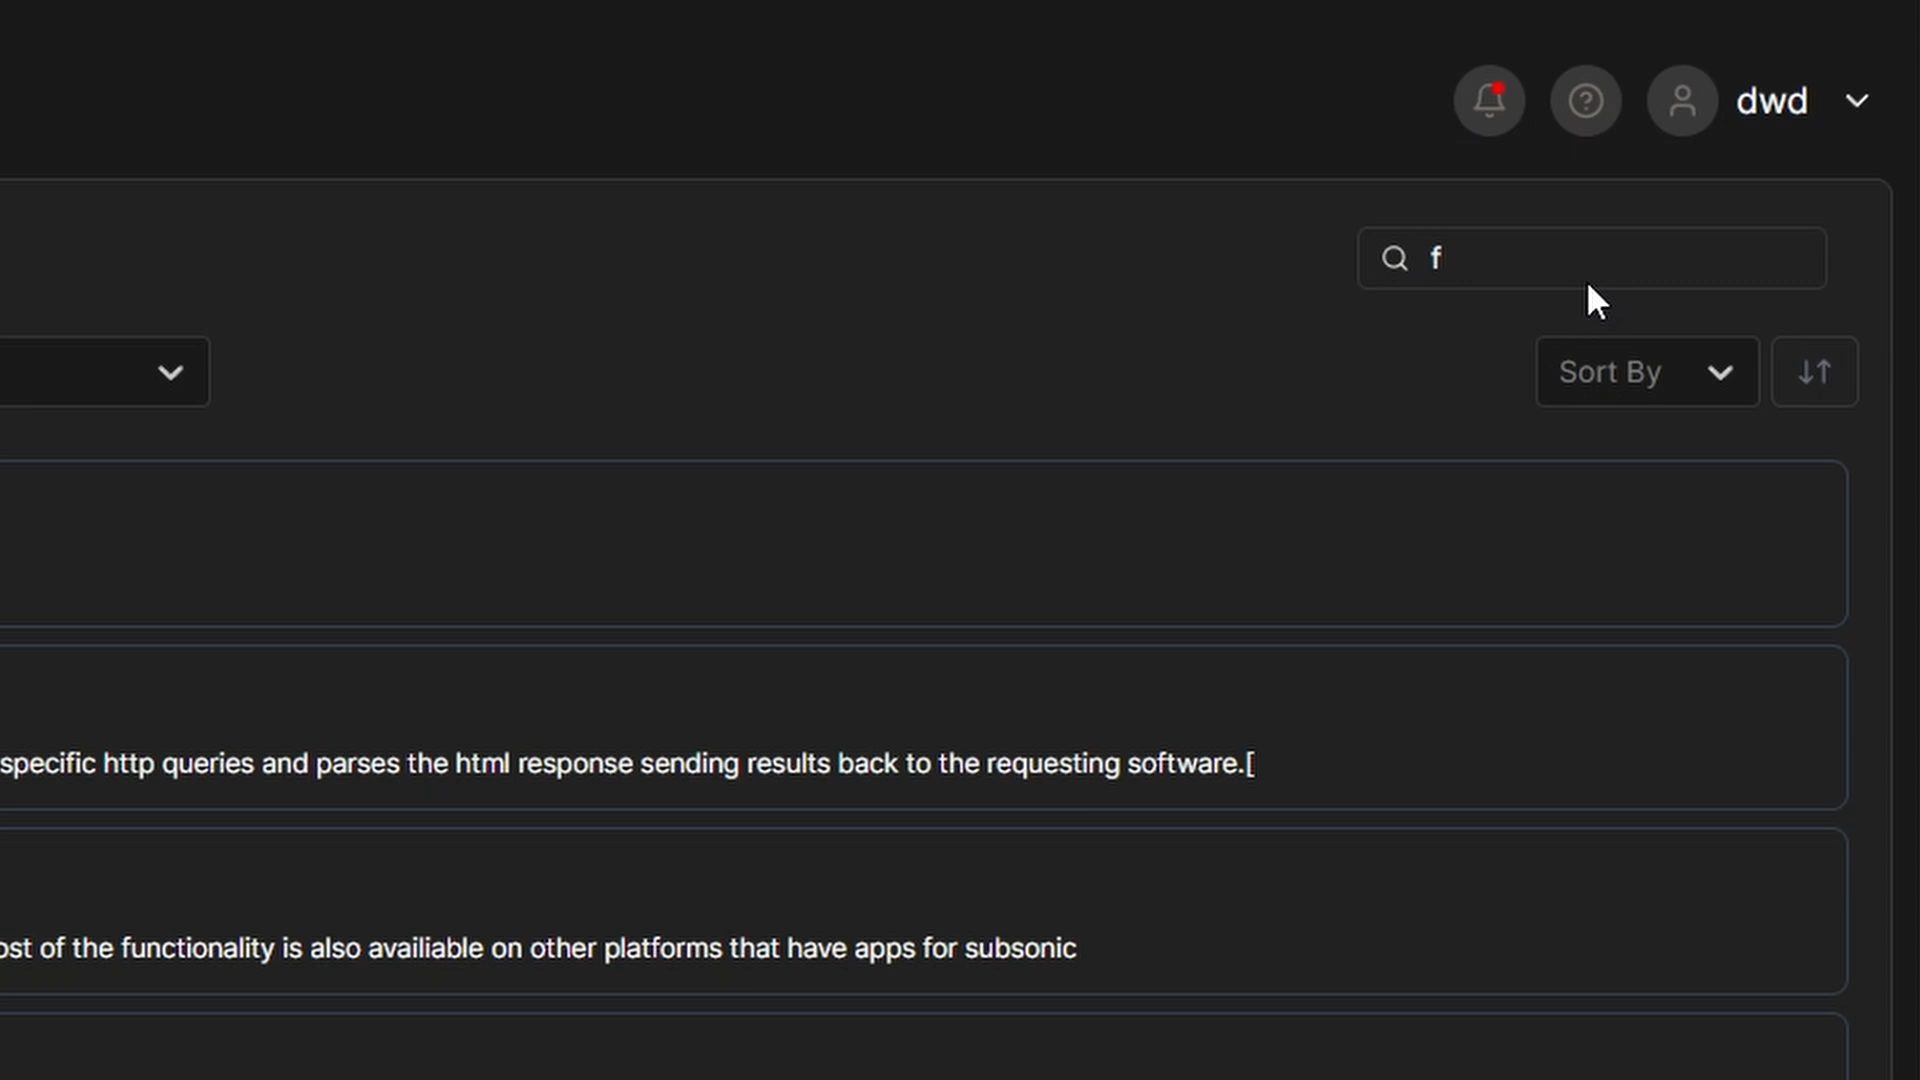 dwd
f
Sort By
specific http queries and parses the html response sending results back to the requesting software.[
ost of the functionality is also availiable on other platforms that have apps for subsonic